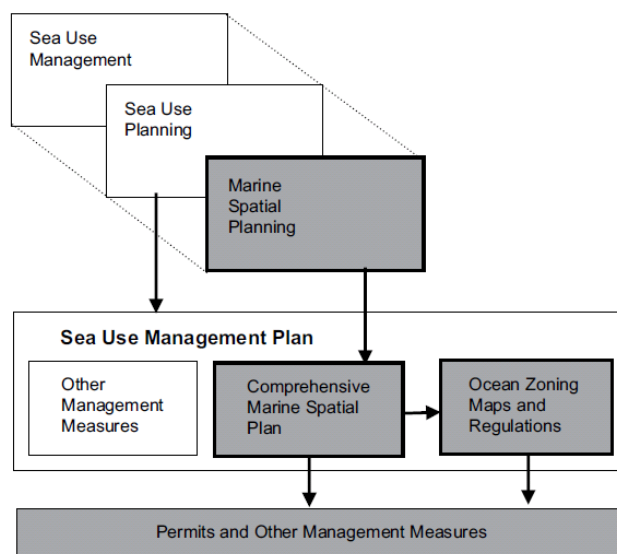 Sea Use
Management
Sea Use
Planning
Marine
Spatial
Planning
Sea Use Management Plan
Other
Management
Measures
Comprehensive
Marine Spatial
Plan
Ocean Zoning
Maps and
Regulations
Permits and Other Management Measures